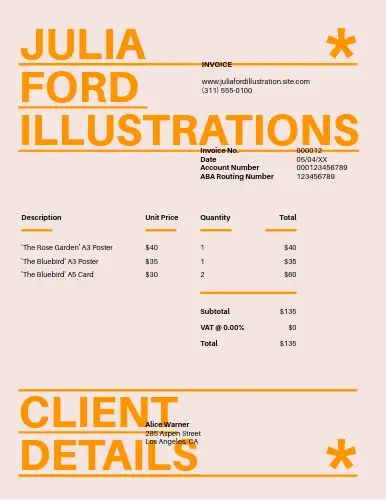 JULIA
*
INVOICE
FORD
www.juliafordillustration.site.com
(311) 555-0100
ILLUSTRATIONS
Invoice No. 000012
Date 05/04/XX
Account Number 000123456789
ABA Routing Number 123456789
Description Unit Price Quantity Total
'The Rose Garden' A3 Poster $40 1 $40
'The Bluebird' A3 Poster $35 1 $35
'The Bluebird' A5 Card $30 2 $60
Subtotal $135
VAT @ 0.00% $0
Total $135
CLIENT
Alice Warner
285 Aspen Street
Los Angeles, CA
DETAILS
*